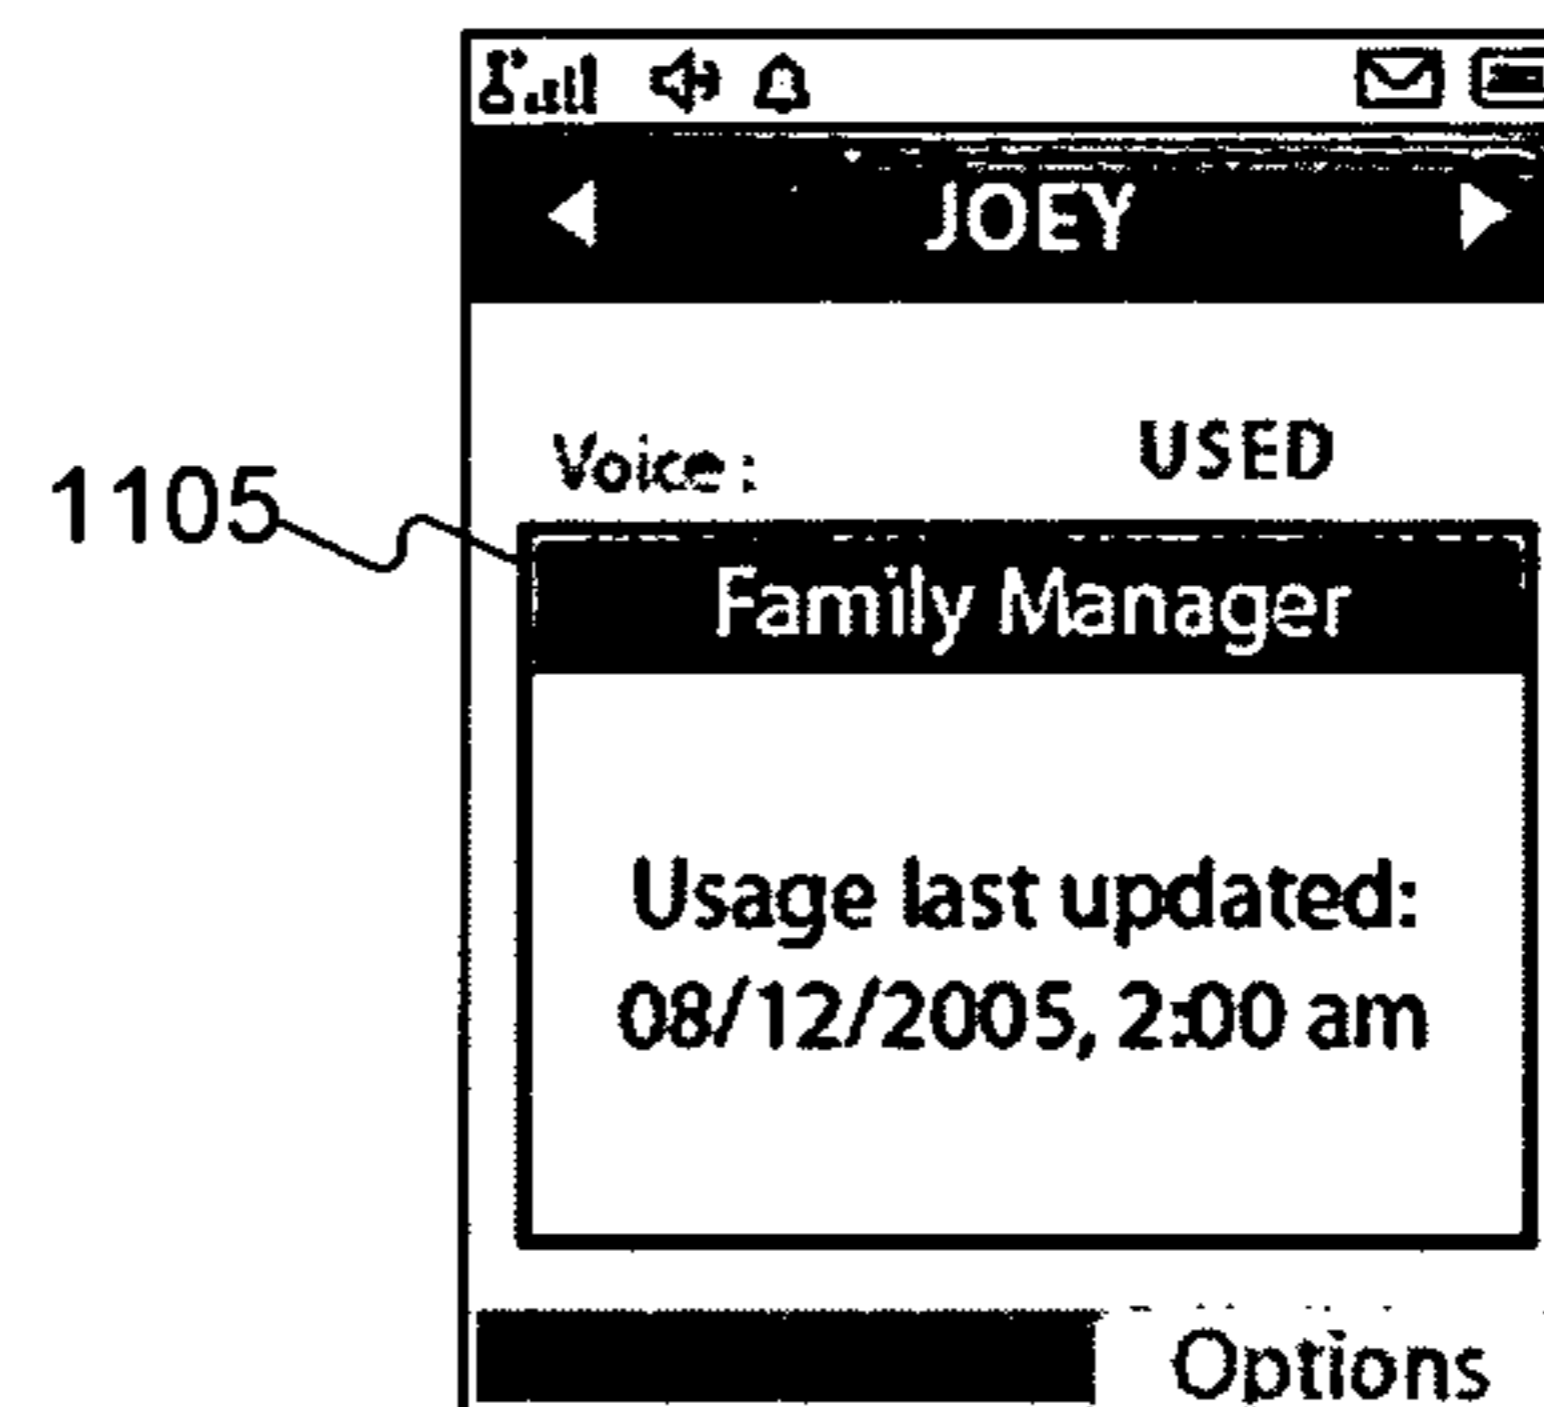 JOEY
Voice : USED
1105
Family Manager
Usage last updated:
08/12/2005, 2:00 am
Options